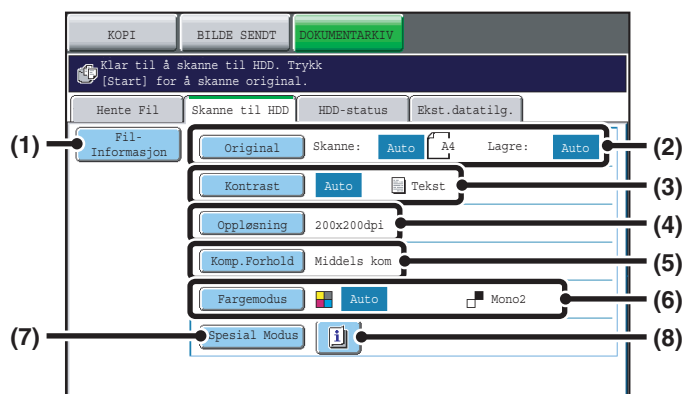 KOPI BILDE SENDT DOKUMENTARKIV
Klar til å skanne til HDD. Trykk
[Start] for å skanne original.
Hente Fil Skanne til HDD HDD-status Ekst.datatilg.
(1) Fil-
Informasjon
Original Skanne: Auto A4 Lagre: Auto (2)
Kontrast Auto Tekst (3)
Oppløsning 200x200dpi (4)
Komp.Forhold Middels kom (5)
Fargemodus Auto Mono2 (6)
(7) Spesial Modus (8)